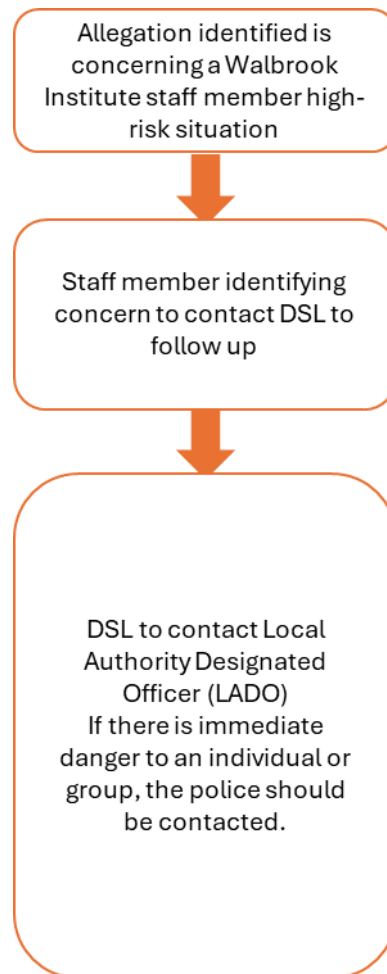 Allegation identified is
concerning a Walbrook
Institute staff member high-
risk situation
Staff member identifying
concern to contact DSL to
follow up
DSL to contact Local
Authority Designated
Officer (LADO)
If there is immediate
danger to an individual or
group, the police should
be contacted.